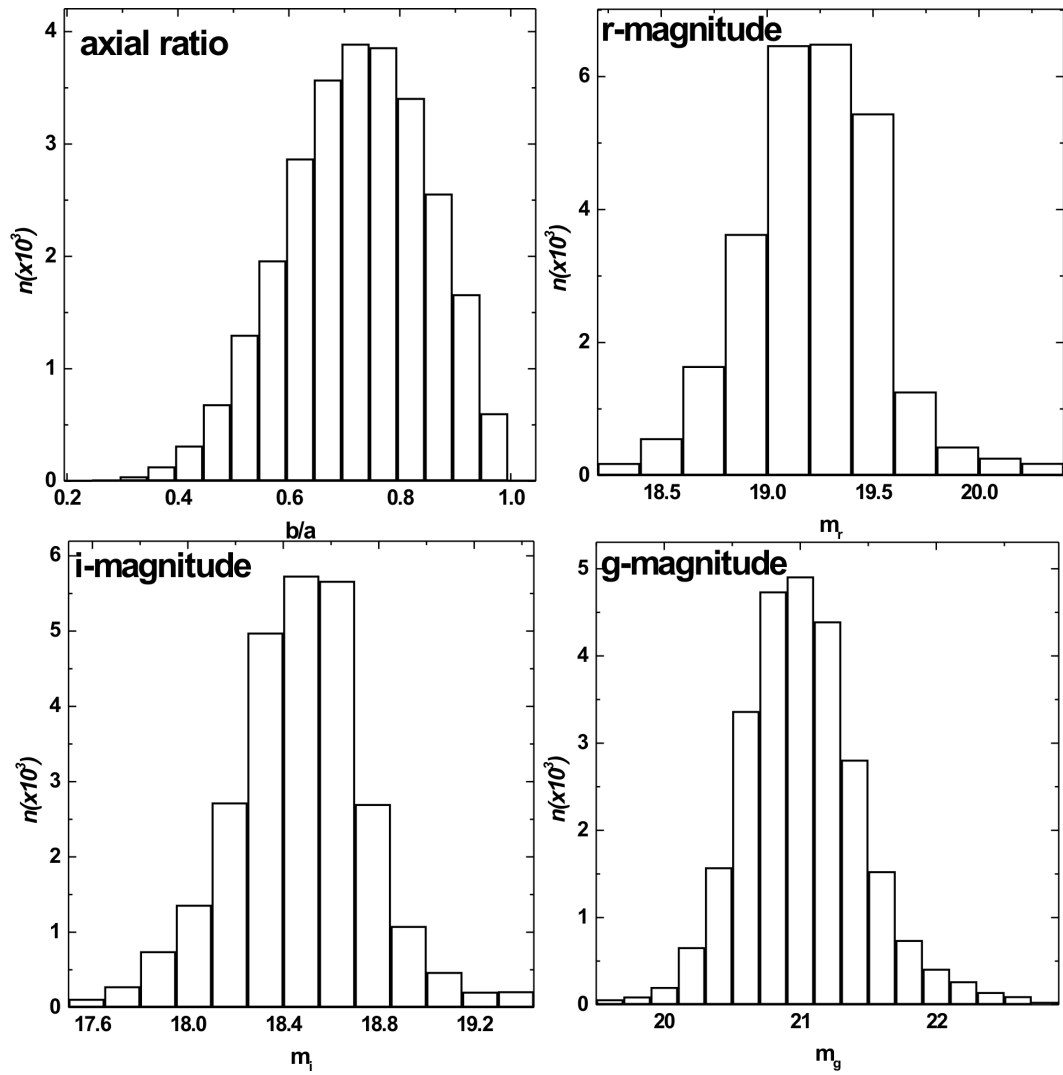 axial ratio
4
3
2
1
0
n(x10³)
0.2 0.4 0.6 0.8 1.0
b/a
r-magnitude
6
4
2
0
n(x10³)
18.5 19.0 19.5 20.0
m_r
i-magnitude
6
5
4
3
2
1
0
n(x10³)
17.6 18.0 18.4 18.8 19.2
m_i
g-magnitude
5
4
3
2
1
0
n(x10³)
20 21 22
m_g